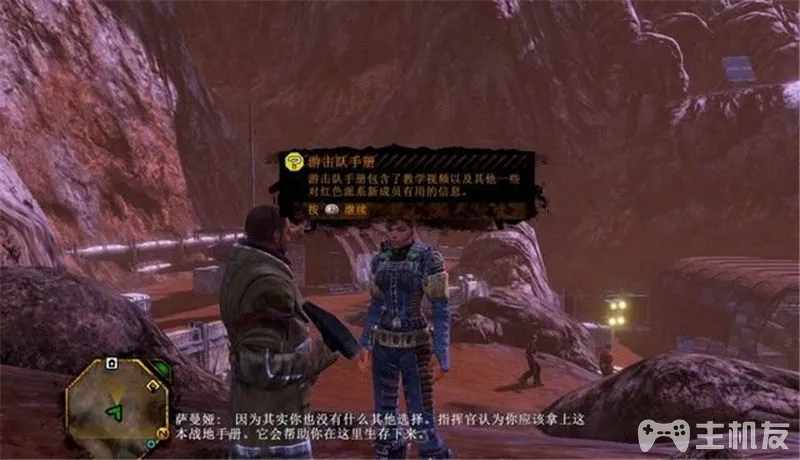 游击队手册
游击队手册包含了教学视频以及其他一些
对红色派系新成员有用的信息。
按 继续
萨曼娅： 因为其实你也没有什么其他选择。指挥官认为你应该拿上这
本战地手册。它会帮助你在这里生存下来。
主机友